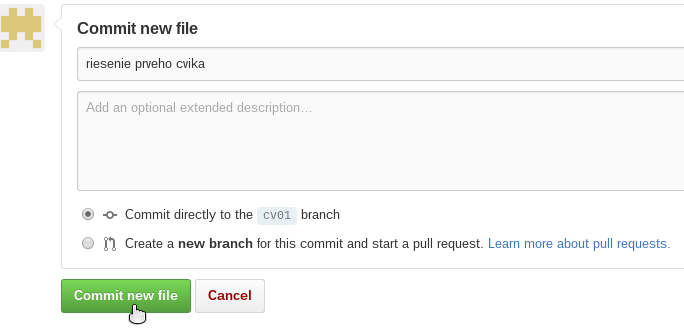 Commit new file
riesenie prveho cvika
Add an optional extended description…
Commit directly to the cv01 branch
Create a new branch for this commit and start a pull request. Learn more about pull requests.
Commit new file Cancel